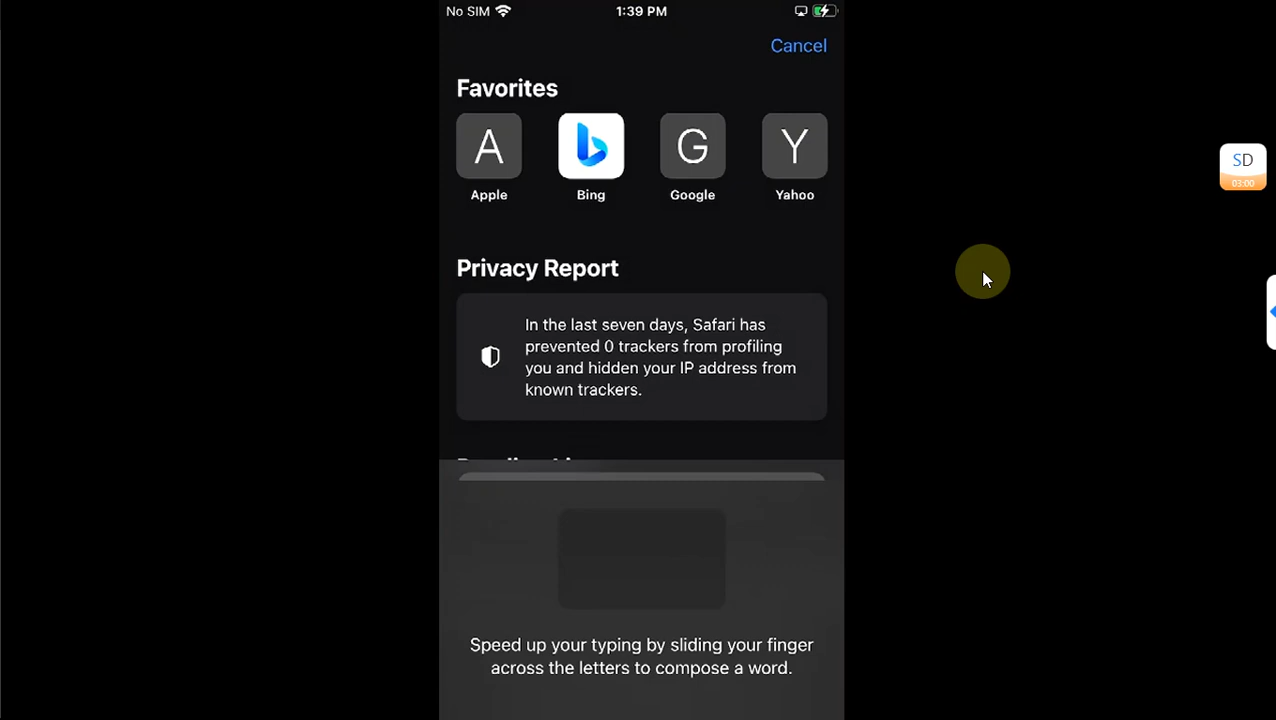 No SIM
1:39 PM
Cancel
Favorites
A
G
Y
Apple
Bing
Google
Yahoo
Privacy Report
In the last seven days, Safari has
prevented 0 trackers from profiling
you and hidden your IP address from
known trackers.
Speed up your typing by sliding your finger
across the letters to compose a word.
SD
03:00